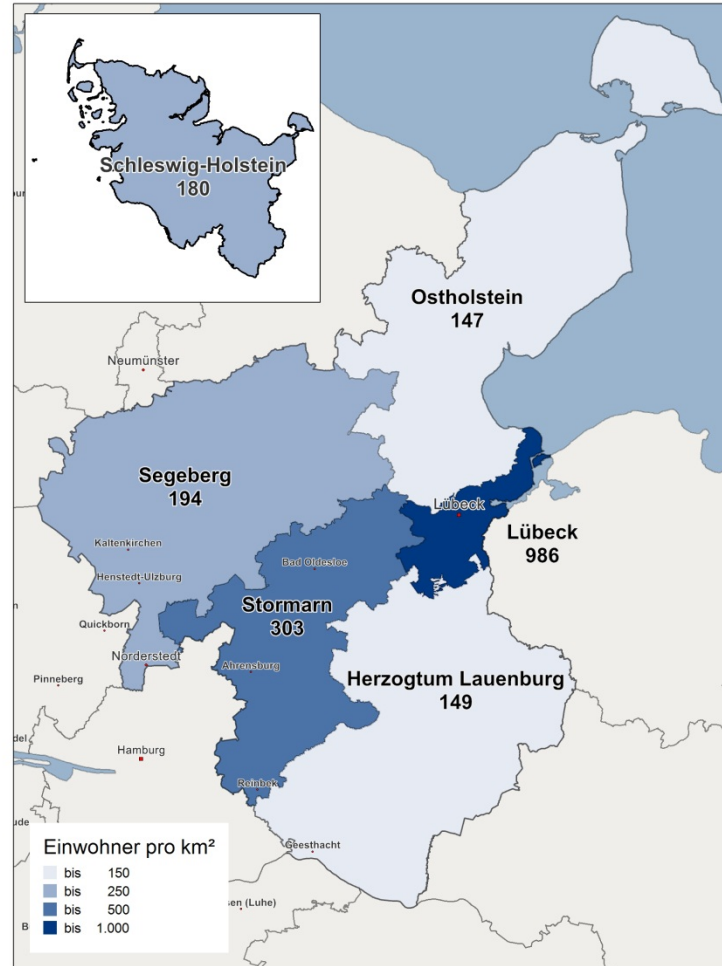 Schleswig-Holstein
180
Ostholstein
147
Neumünster
Segeberg
194
Lübeck
Lübeck
986
Kaltenkirchen
Bad Oldesloe
Henstedt-Ulzburg
Stormarn
303
Quickborn
Norderstedt
Ahrensburg
Pinneberg
Herzogtum Lauenburg
149
Hamburg
Reinbek
Geesthacht
Einwohner pro km²
bis 150
bis 250
bis 500
bis 1.000
sen (Luhe)